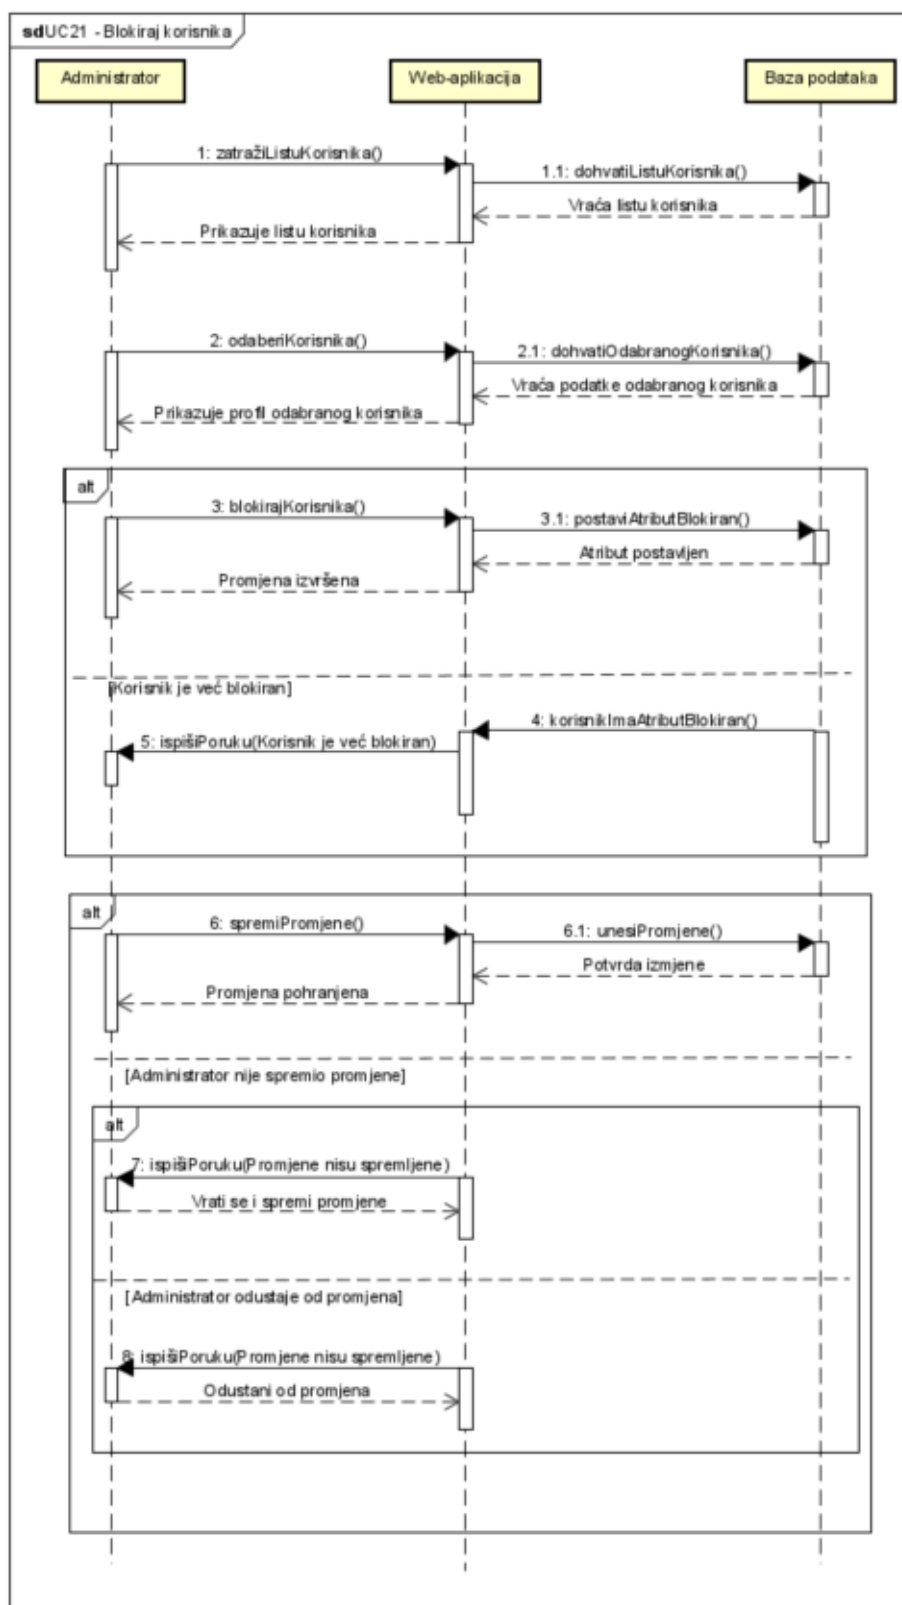 sdUC21 - Blokiraj korisnika
Administrator
Web-aplikacija
Baza podataka
1: zatražiListuKorisnika()
1.1: dohvatiListuKorisnika()
Vraća listu korisnika
Prikazuje listu korisnika
2: odaberiKorisnika()
2.1: dohvatiOdabranogKorisnika()
Vraća podatke odabranog korisnika
Prikazuje profil odabranog korisnika
alt
3: blokirajKorisnika()
3.1: postaviAtributBlokiran()
Atribut postavljen
Promjena izvršena
[Korisnik je već blokiran]
4: korisnikImaAtributBlokiran()
5: ispišiPoruku(Korisnik je već blokiran)
alt
6: spremiPromjene()
6.1: unesiPromjene()
Potvrda izmjene
Promjena pohranjena
[Administrator nije spremio promjene]
alt
7: ispišiPoruku(Promjene nisu spremljene)
Vrati se i spremi promjene
[Administrator odustaje od promjena]
8: ispišiPoruku(Promjene nisu spremljene)
Odustani od promjena